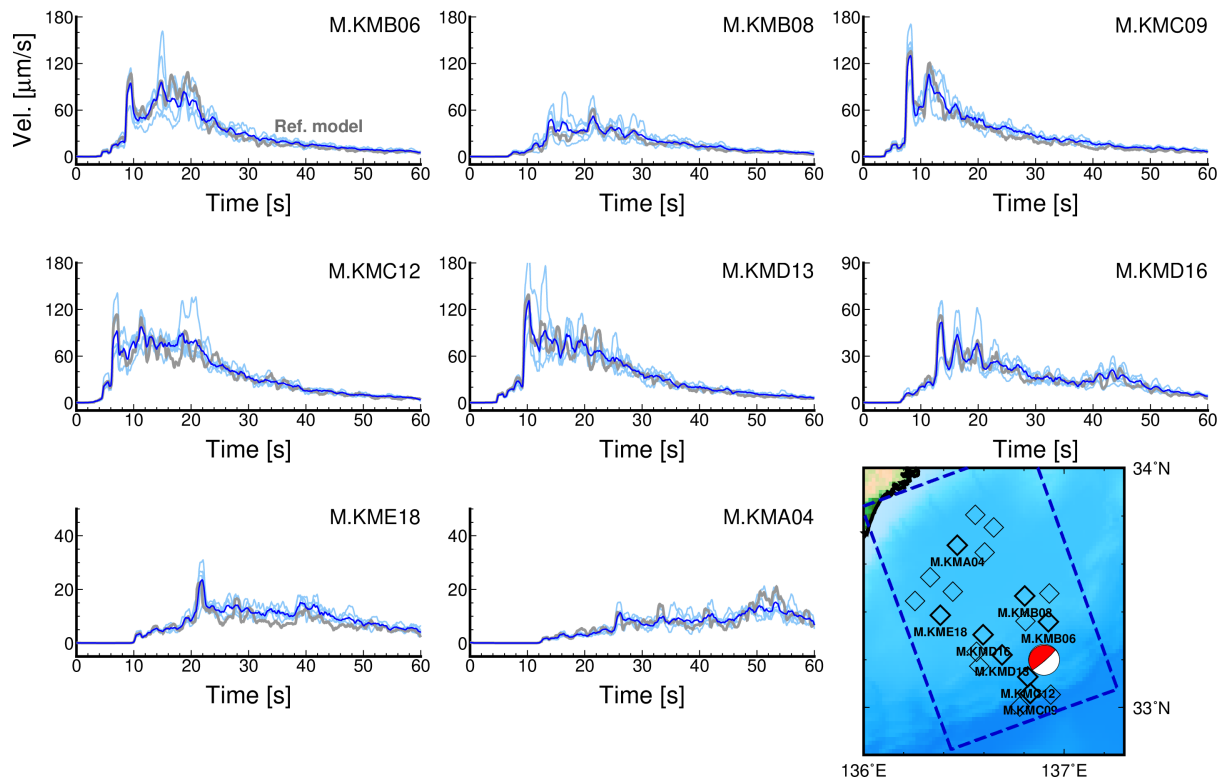 M.KMB06
M.KMB08
M.KMC09
Vel. [μm/s]
180
120
60
0
Ref. model
0 10 20 30 40 50 60
Time [s]
180
120
60
0
0 10 20 30 40 50 60
Time [s]
180
120
60
0
0 10 20 30 40 50 60
Time [s]
M.KMC12
M.KMD13
M.KMD16
180
120
60
0
0 10 20 30 40 50 60
Time [s]
180
120
60
0
0 10 20 30 40 50 60
Time [s]
90
60
30
0
0 10 20 30 40 50 60
Time [s]
M.KME18
M.KMA04
40
20
0
0 10 20 30 40 50 60
Time [s]
40
20
0
0 10 20 30 40 50 60
Time [s]
34°N
M.KMA04
M.KMB08
M.KME18
M.KMB06
M.KMD16
M.KMD13
M.KMC12
M.KMC09
33°N
136°E
137°E